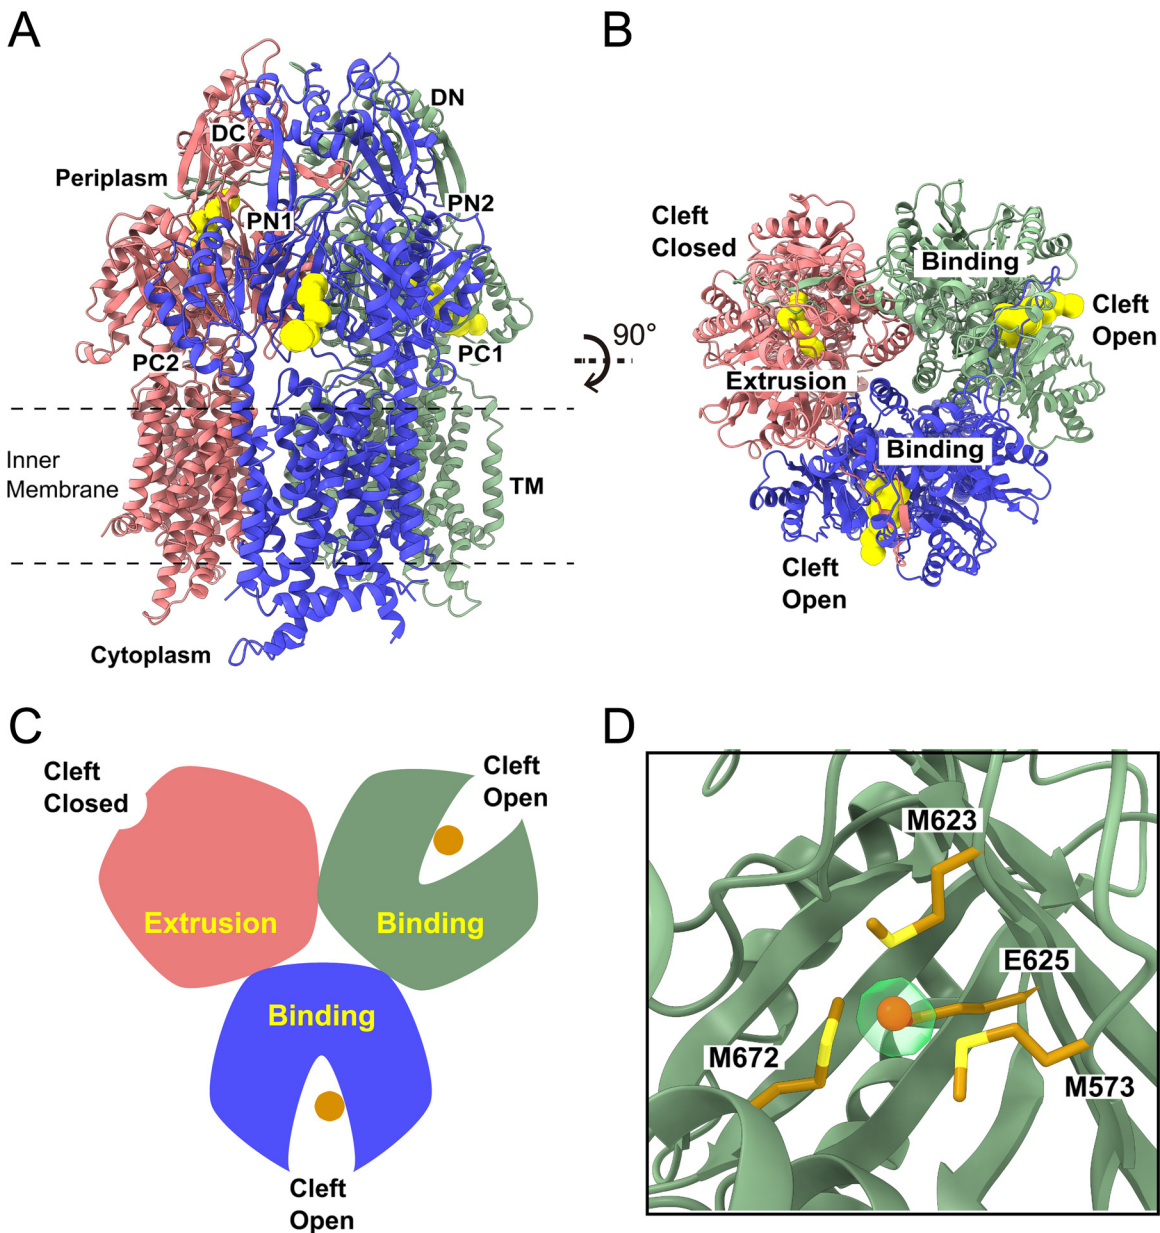 A
DN
DC
Periplasm
PN1
PN2
PC2
PC1
Inner
Membrane
TM
Cytoplasm
90°
B
Cleft
Closed
Binding
Cleft
Open
Extrusion
Binding
Cleft
Open
C
Cleft
Closed
Cleft
Open
Extrusion
Binding
Binding
Cleft
Open
D
M623
E625
M672
M573